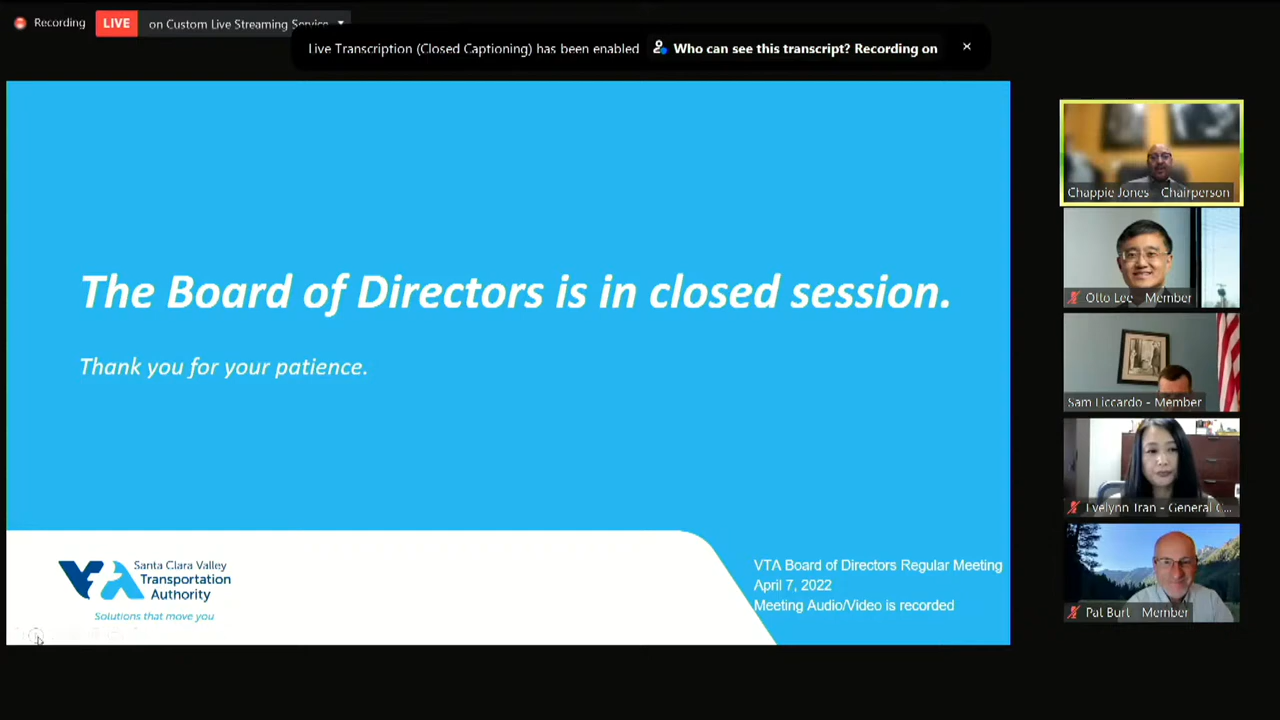 Recording
LIVE
on Custom Live Streaming Service
Live Transcription (Closed Captioning) has been enabled
Who can see this transcript? Recording on
The Board of Directors is in closed session.
Thank you for your patience.
VTA
Santa Clara Valley
Transportation
Authority
Solutions that move you
VTA Board of Directors Regular Meeting
April 7, 2022
Meeting Audio/Video is recorded
Chappie Jones - Chairperson
Otto Lee - Member
Sam Liccardo - Member
Evelynn Tran - General C...
Pat Burt - Member